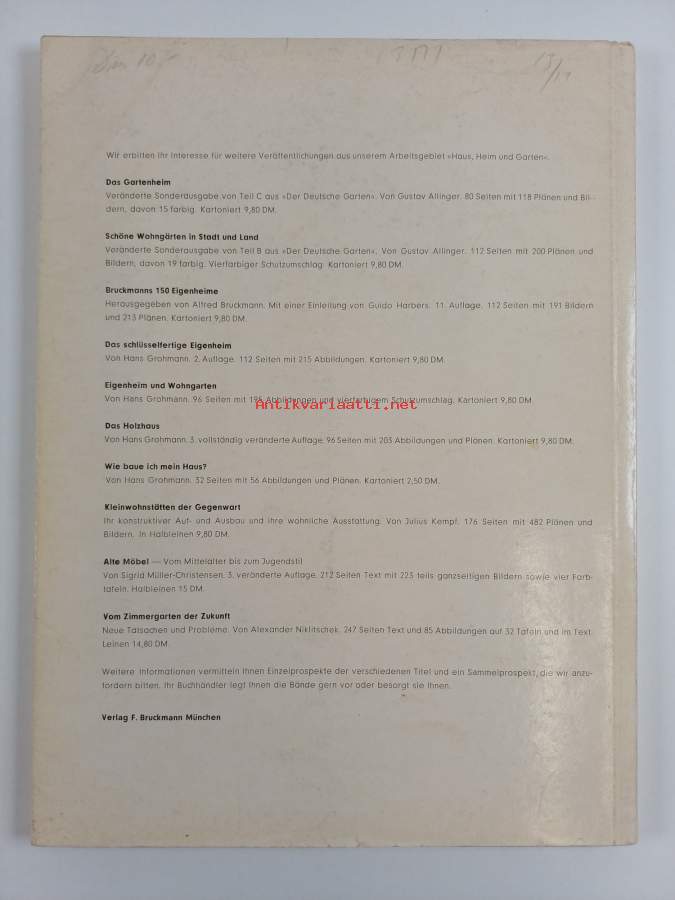 Wir erbitten Ihr Interesse für weitere Veröffentlichungen aus unserem Arbeitsgebiet »Haus, Heim und Garten«.
Das Gartenheim
Veränderte Sonderausgabe von Teil C aus »Der Deutsche Garten«. Von Gustav Allinger. 80 Seiten mit 118 Plänen und Bil-
dern, davon 15 farbig. Kartoniert 9,80 DM.
Schöne Wohngärten in Stadt und Land
Veränderte Sonderausgabe von Teil B aus »Der Deutsche Garten«. Von Gustav Allinger. 112 Seiten mit 200 Plänen und
Bildern, davon 19 farbig. Vierfarbiger Schutzumschlag. Kartoniert 9,80 DM.
Bruckmanns 150 Eigenheime
Herausgegeben von Alfred Bruckmann. Mit einer Einleitung von Guido Harbers. 11. Auflage. 112 Seiten mit 191 Bildern
und 213 Plänen. Kartoniert 9,80 DM.
Das schlüsselfertige Eigenheim
Von Hans Grohmann. 2. Auflage. 112 Seiten mit 215 Abbildungen. Kartoniert 9,80 DM.
Eigenheim und Wohngarten
Von Hans Grohmann. 96 Seiten mit Abbildungen und vierfarbigem Schutzumschlag. Kartoniert 9,80 DM.
Antikvariaatti.net
Das Holzhaus
Von Hans Grohmann. 3. vollständig veränderte Auflage. 96 Seiten mit 203 Abbildungen und Plänen. Kartoniert 9,80 DM.
Wie baue ich mein Haus?
Von Hans Grohmann. 32 Seiten mit 56 Abbildungen und Plänen. Kartoniert 2,50 DM.
Kleinwohnstätten der Gegenwart
Ihr konstruktiver Auf- und Ausbau und ihre wohnliche Ausstattung. Von Julius Kempf. 176 Seiten mit 482 Plänen und
Bildern. In Halbleinen 9,80 DM.
Alte Möbel — Vom Mittelalter bis zum Jugendstil
Von Sigrid Müller-Christensen. 3. veränderte Auflage. 212 Seiten Text mit 223 teils ganzseitigen Bildern sowie vier Farb-
tafeln. Halbleinen 15 DM.
Vom Zimmergarten der Zukunft
Neue Tatsachen und Probleme. Von Alexander Niklitschek. 247 Seiten Text und 85 Abbildungen auf 32 Tafeln und im Text.
Leinen 14,80 DM.
Weitere Informationen vermitteln Ihnen Einzelprospekte der verschiedenen Titel und ein Sammelprospekt, die wir anzu-
fordern bitten. Ihr Buchhändler legt Ihnen die Bände gern vor oder besorgt sie Ihnen.
Verlag F. Bruckmann München